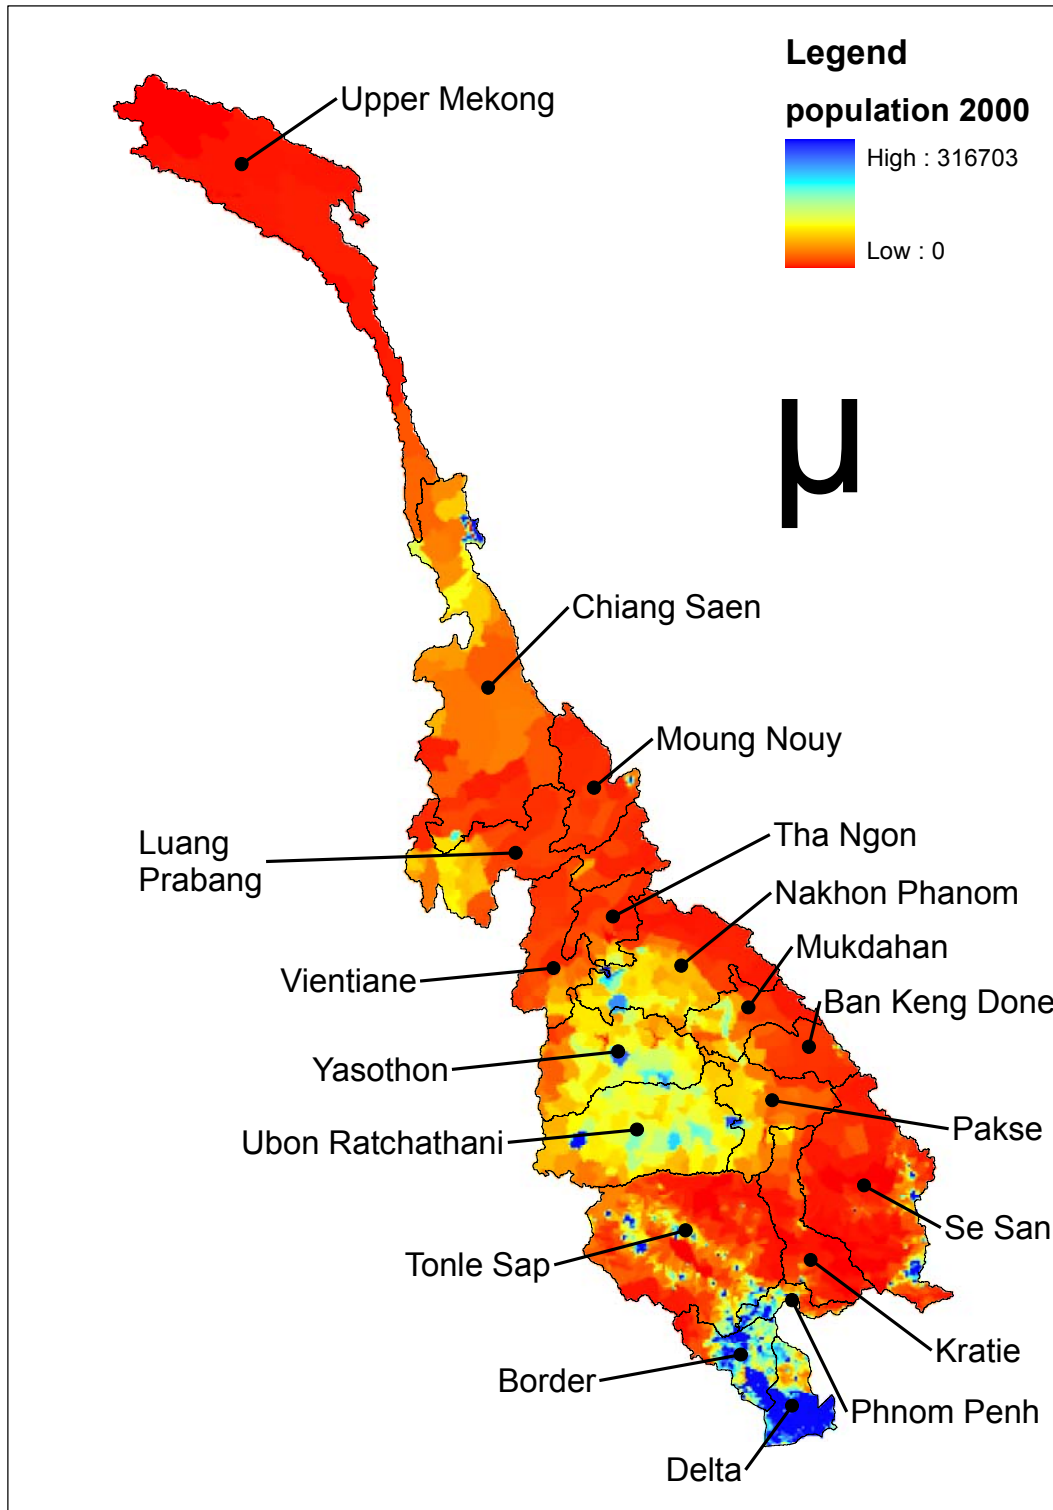 Legend
population 2000
High : 316703
Low : 0
µ
Upper Mekong
Chiang Saen
Moung Nouy
Luang
Prabang
Tha Ngon
Nakhon Phanom
Mukdahan
Vientiane
Ban Keng Done
Yasothon
Pakse
Ubon Ratchathani
Se San
Tonle Sap
Kratie
Border
Phnom Penh
Delta